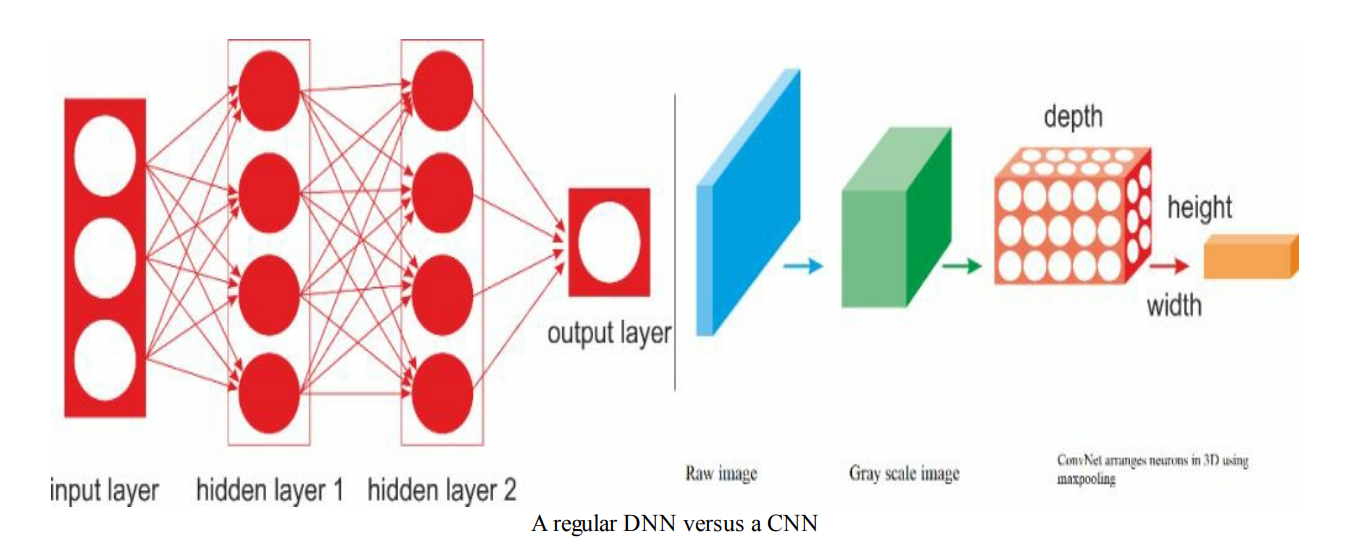 input layer
hidden layer 1
hidden layer 2
output layer
depth
height
width
Raw image
Gray scale image
ConvNet arranges neurons in 3D using
maxpooling
A regular DNN versus a CNN